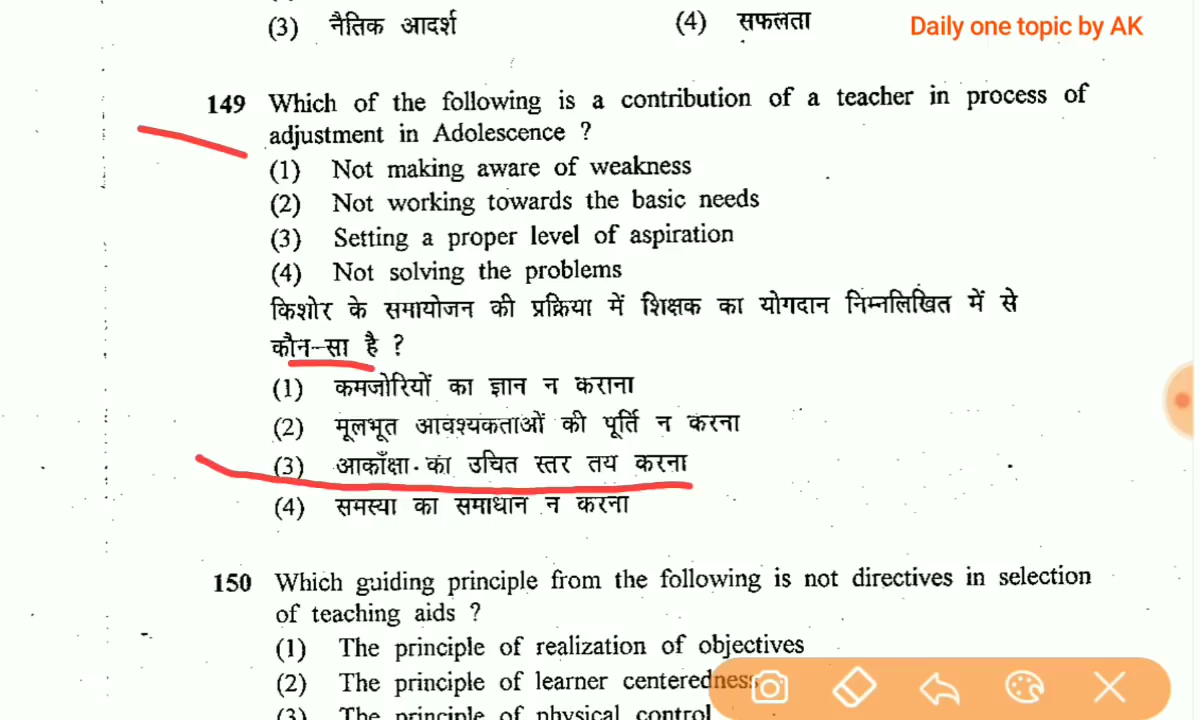 (3) नैतिक आदर्श (4) सफलता
Daily one topic by AK
149 Which of the following is a contribution of a teacher in process of
adjustment in Adolescence ?
(1) Not making aware of weakness
(2) Not working towards the basic needs
(3) Setting a proper level of aspiration
(4) Not solving the problems
किशोर के समायोजन की प्रक्रिया में शिक्षक का योगदान निम्नलिखित में से
कौन-सा है ?
(1) कमजोरियों का ज्ञान न कराना
(2) मूलभूत आवश्यकताओं की पूर्ति न करना
(3) आकाँक्षा का उचित स्तर तय करना
(4) समस्या का समाधान न करना
150 Which guiding principle from the following is not directives in selection
of teaching aids ?
(1) The principle of realization of objectives
(2) The principle of learner centeredness
(3) The principle of physical control